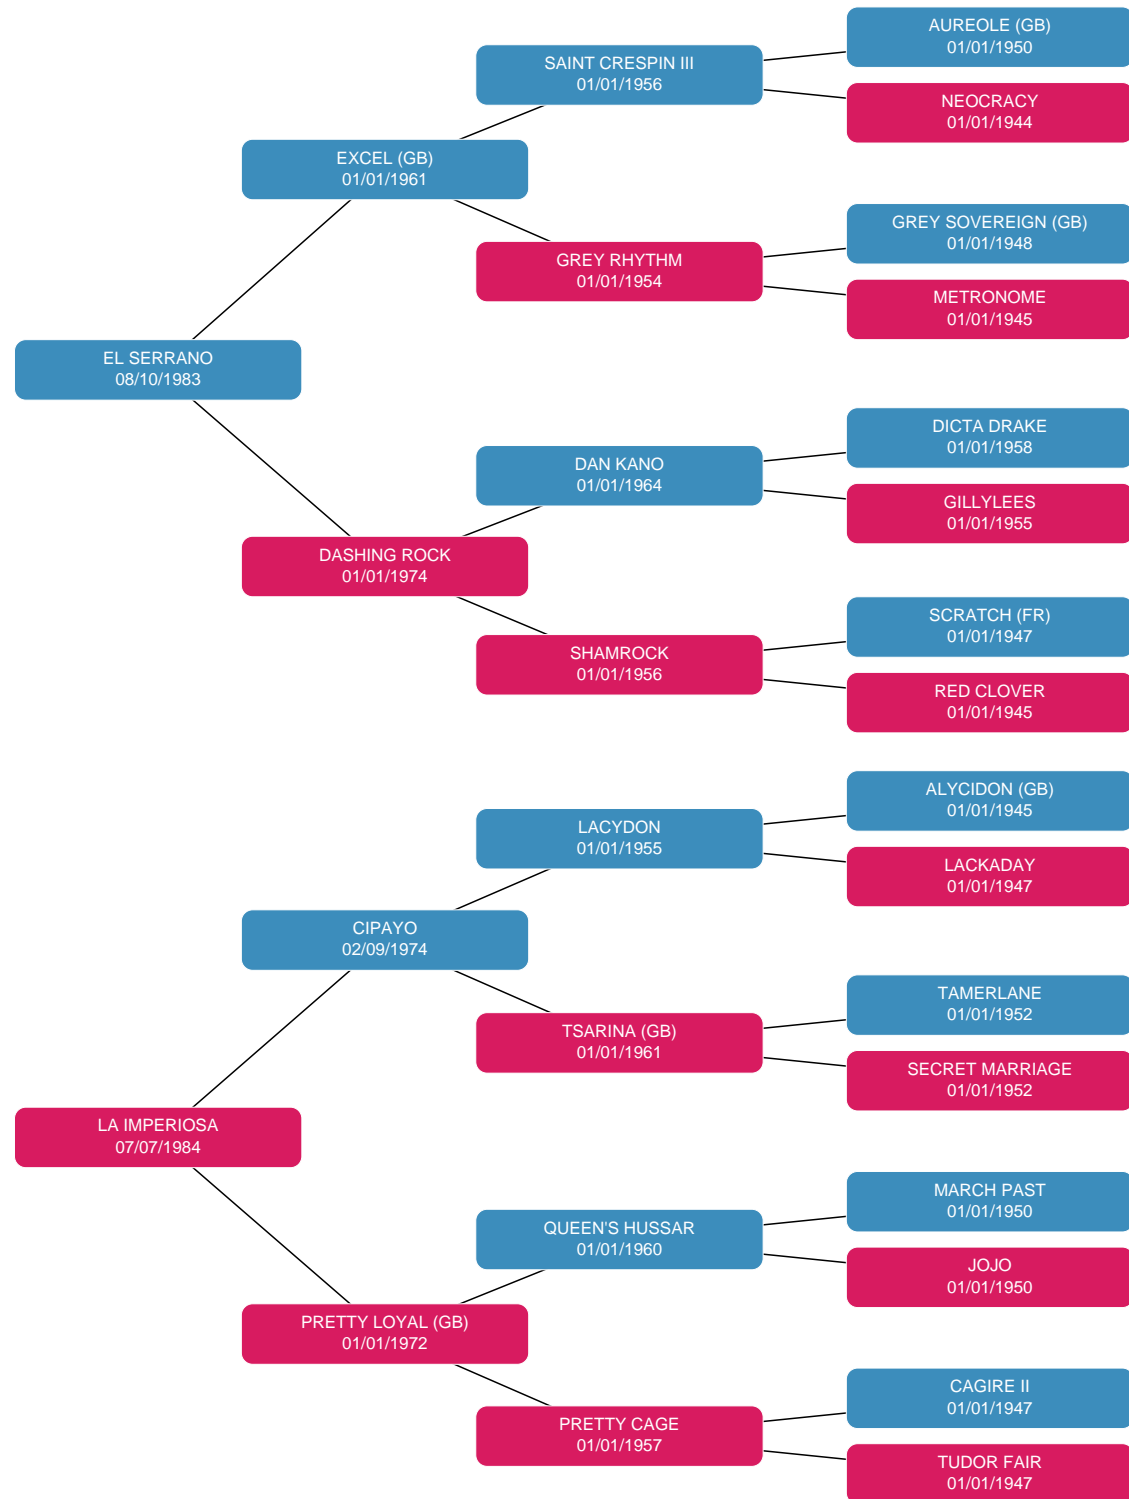 AUREOLE (GB)
01/01/1950
SAINT CRESPIN III
01/01/1956
NEOCRACY
01/01/1944
EXCEL (GB)
01/01/1961
GREY SOVEREIGN (GB)
01/01/1948
GREY RHYTHM
01/01/1954
METRONOME
01/01/1945
EL SERRANO
08/10/1983
DICTA DRAKE
01/01/1958
DAN KANO
01/01/1964
GILLYLEES
01/01/1955
DASHING ROCK
01/01/1974
SCRATCH (FR)
01/01/1947
SHAMROCK
01/01/1956
RED CLOVER
01/01/1945
ALYCIDON (GB)
01/01/1945
LACYDON
01/01/1955
LACKADAY
01/01/1947
CIPAYO
02/09/1974
TAMERLANE
01/01/1952
TSARINA (GB)
01/01/1961
SECRET MARRIAGE
01/01/1952
LA IMPERIOSA
07/07/1984
MARCH PAST
01/01/1950
QUEEN'S HUSSAR
01/01/1960
JOJO
01/01/1950
PRETTY LOYAL (GB)
01/01/1972
CAGIRE II
01/01/1947
PRETTY CAGE
01/01/1957
TUDOR FAIR
01/01/1947